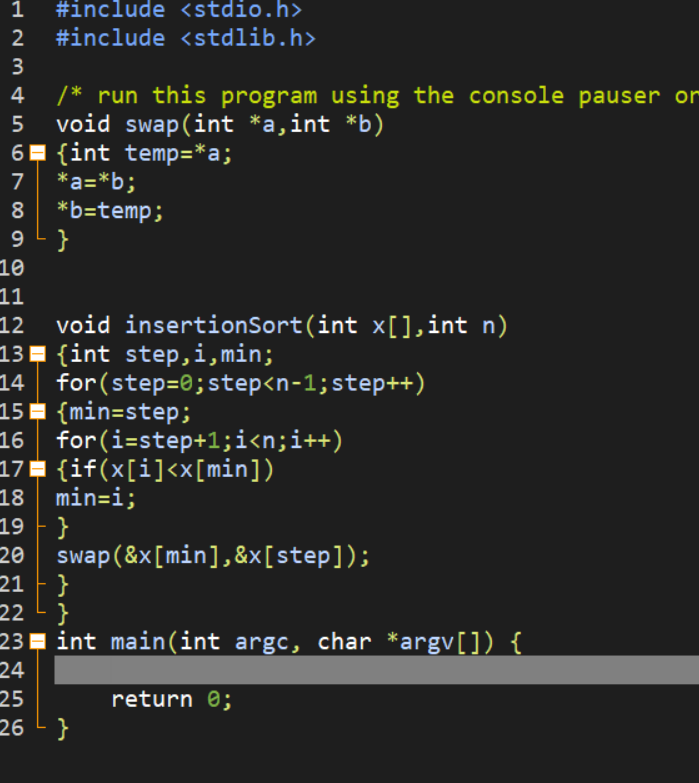 1 #include <stdio.h>
2 #include <stdlib.h>
3
4 /* run this program using the console pauser or
5 void swap(int *a,int *b)
6 {int temp=*a;
7 *a=*b;
8 *b=temp;
9 }
10
11
12 void insertionSort(int x[],int n)
13 {int step,i,min;
14 for(step=0;step<n-1;step++)
15 {min=step;
16 for(i=step+1;i<n;i++)
17 {if(x[i]<x[min])
18 min=i;
19 }
20 swap(&x[min],&x[step]);
21 }
22 }
23 int main(int argc, char *argv[]) {
24
25 return 0;
26 }